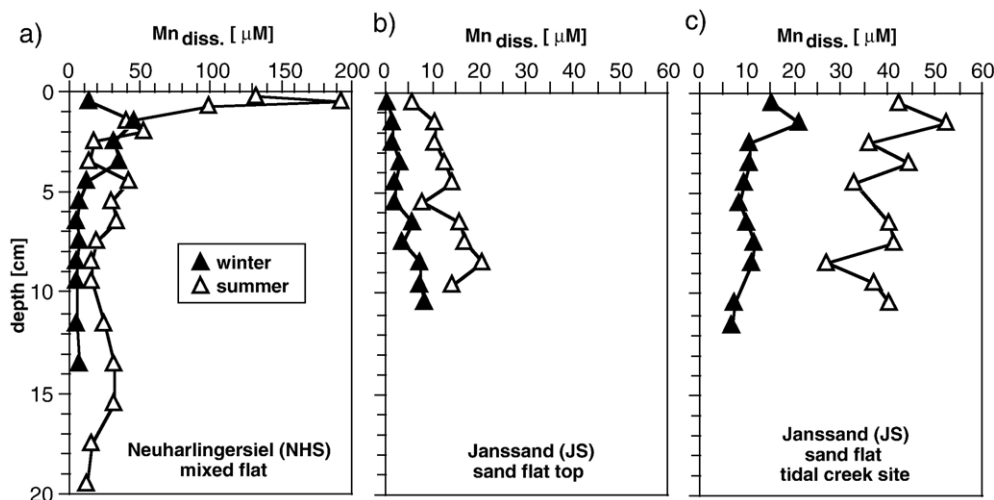 a)
Mn diss. [ µM]
0 50 100 150 200
0
5
10
15
20
depth [cm]
winter
summer
Neuharlingersiel (NHS)
mixed flat
b)
Mn diss. [ µM]
0 10 20 30 40 50 60
Janssand (JS)
sand flat top
c)
Mn diss. [ µM]
0 10 20 30 40 50 60
Janssand (JS)
sand flat
tidal creek site